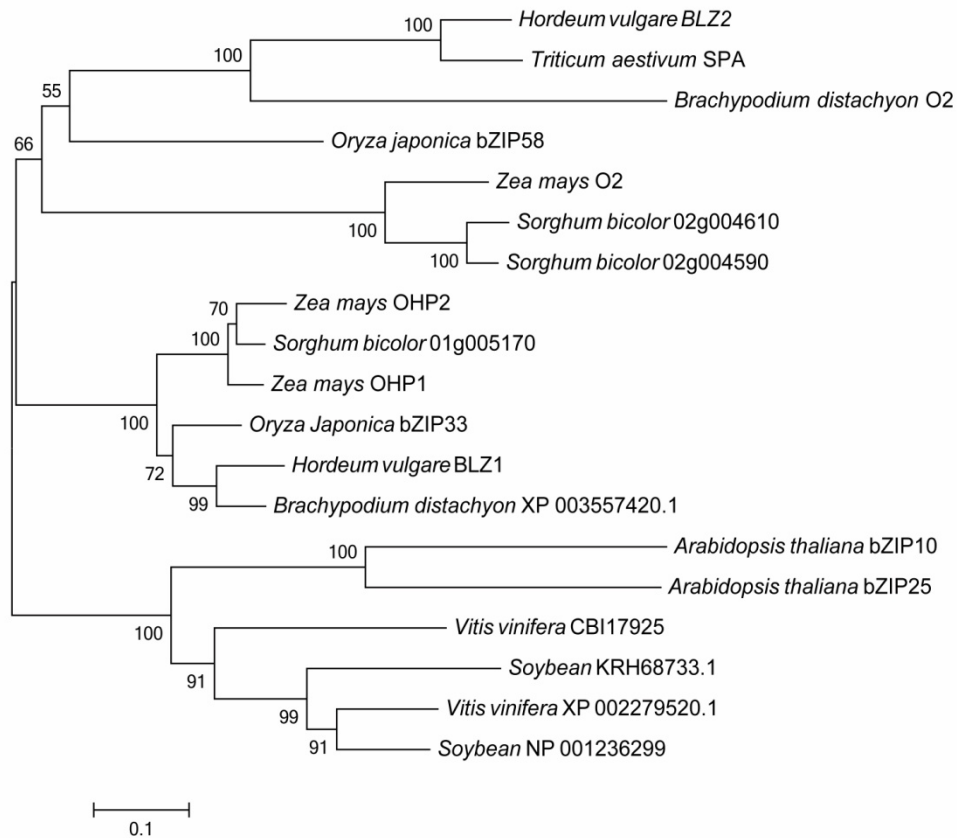 Hordeum vulgare BLZ2
100
100
Triticum aestivum SPA
55
Brachypodium distachyon O2
66
Oryza japonica bZIP58
Zea mays O2
100
Sorghum bicolor 02g004610
100
Sorghum bicolor 02g004590
70
Zea mays OHP2
100
Sorghum bicolor 01g005170
Zea mays OHP1
100
Oryza Japonica bZIP33
72
Hordeum vulgare BLZ1
99
Brachypodium distachyon XP 003557420.1
100
Arabidopsis thaliana bZIP10
Arabidopsis thaliana bZIP25
100
Vitis vinifera CBI17925
91
Soybean KRH68733.1
99
Vitis vinifera XP 002279520.1
91
Soybean NP 001236299
0.1